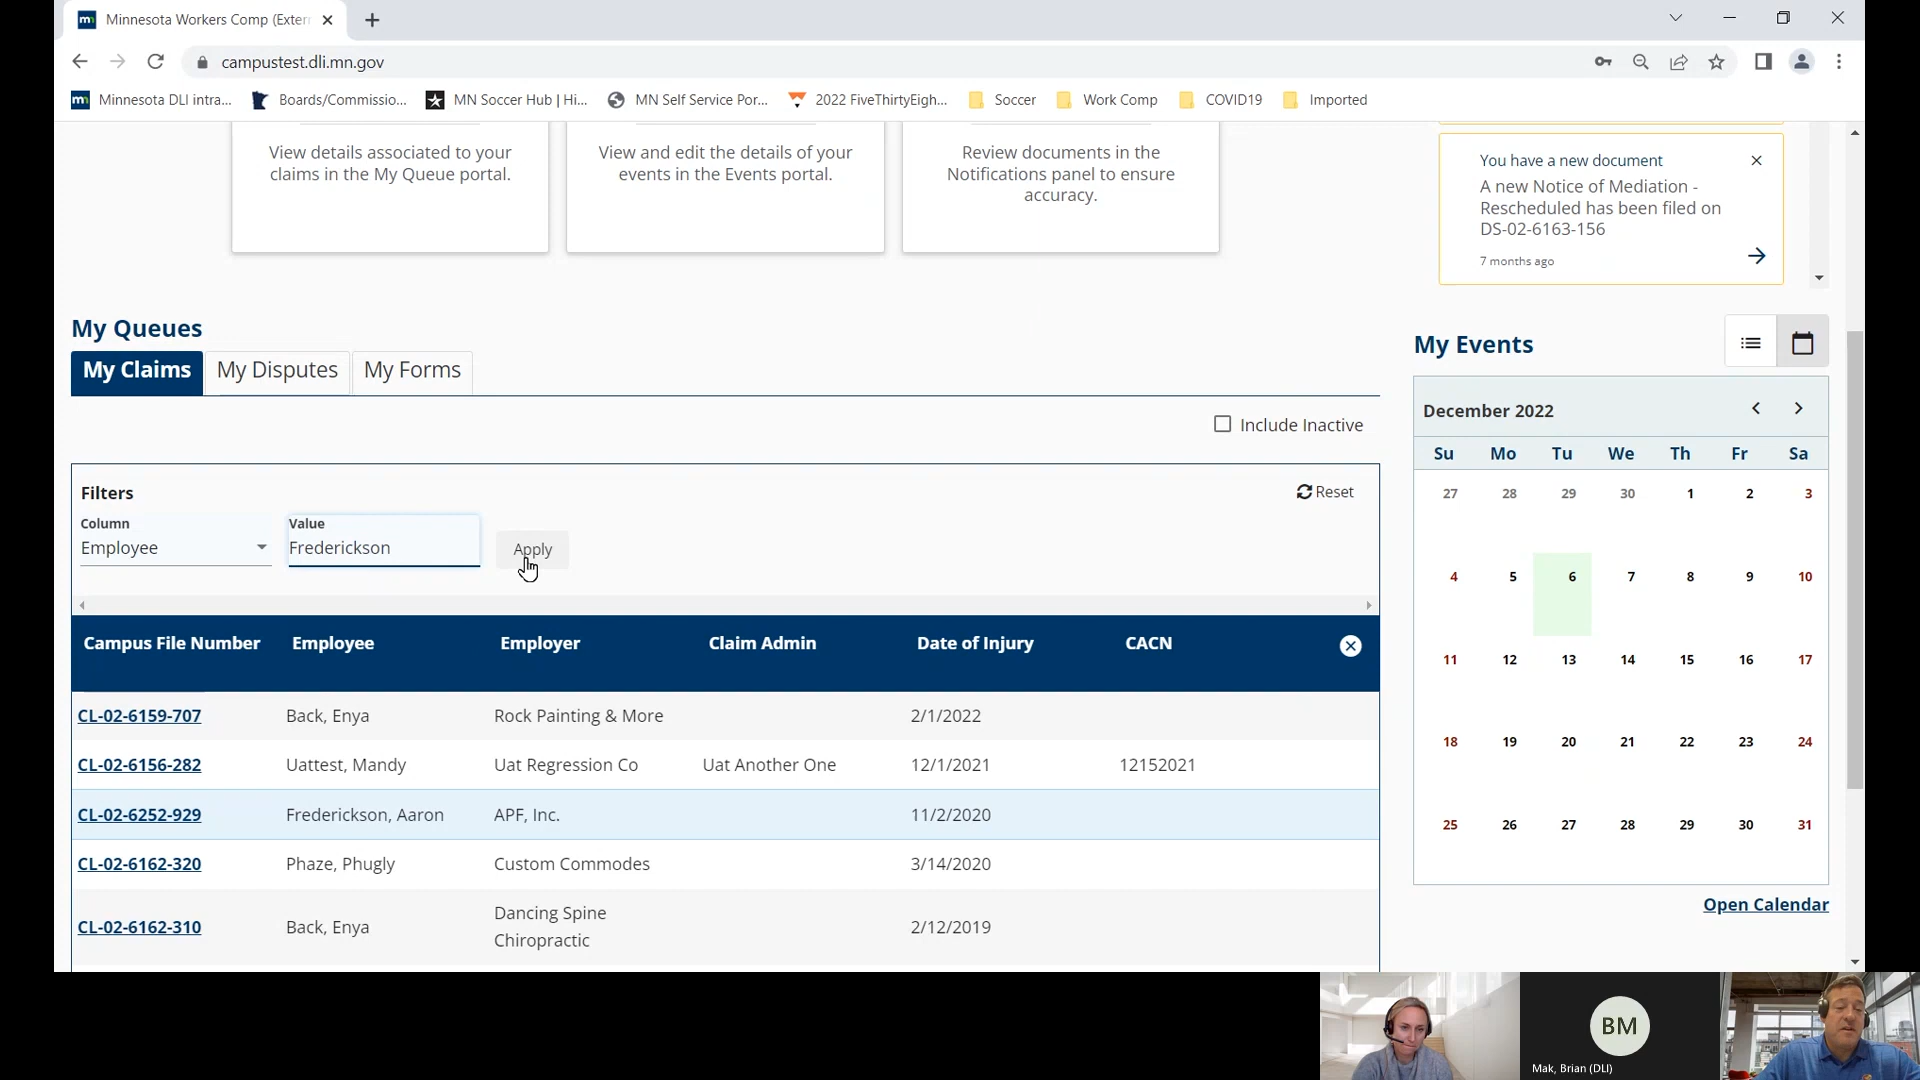 Minnesota Workers Comp (Exter
campustest.dli.mn.gov
Minnesota DLI intra...
Boards/Commissio...
MN Soccer Hub | Hi...
MN Self Service Por...
2022 FiveThirtyEigh...
Soccer
Work Comp
COVID19
Imported
View details associated to your
claims in the My Queue portal.
View and edit the details of your
events in the Events portal.
Review documents in the
Notifications panel to ensure
accuracy.
You have a new document
A new Notice of Mediation -
Rescheduled has been filed on
DS-02-6163-156
7 months ago
My Queues
My Claims
My Disputes
My Forms
Include Inactive
Filters
Reset
Column
Employee
Value
Frederickson
Apply
Campus File Number Employee Employer Claim Admin Date of Injury CACN
CL-02-6159-707 Back, Enya Rock Painting & More 2/1/2022
CL-02-6156-282 Uattest, Mandy Uat Regression Co Uat Another One 12/1/2021 12152021
CL-02-6252-929 Frederickson, Aaron APF, Inc. 11/2/2020
CL-02-6162-320 Phaze, Phugly Custom Commodes 3/14/2020
CL-02-6162-310 Back, Enya Dancing Spine
Chiropractic 2/12/2019
My Events
December 2022
Su Mo Tu We Th Fr Sa
27 28 29 30 1 2 3
4 5 6 7 8 9 10
11 12 13 14 15 16 17
18 19 20 21 22 23 24
25 26 27 28 29 30 31
Open Calendar
BM
Mak, Brian (DLI)